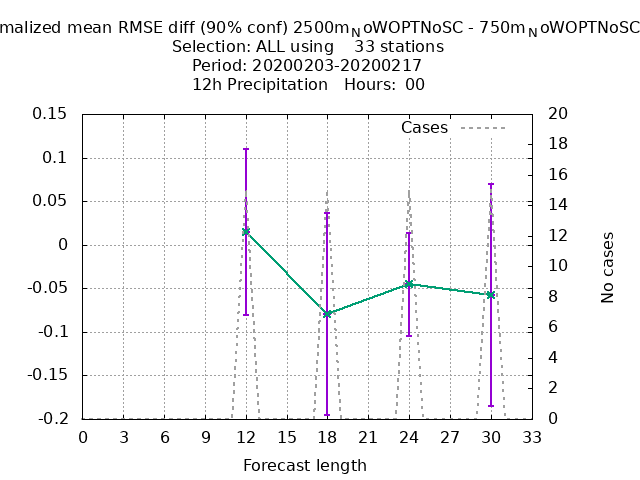 malized mean RMSE diff (90% conf) 2500mNoWOPTNoSC - 750mNoWOPTNoSC
Selection: ALL using 33 stations
Period: 20200203-20200217
12h Precipitation Hours: 00
Cases
0.15
0.1
0.05
0
-0.05
-0.1
-0.15
-0.2
20
18
16
14
12
10
8
6
4
2
0
No cases
0 3 6 9 12 15 18 21 24 27 30 33
Forecast length